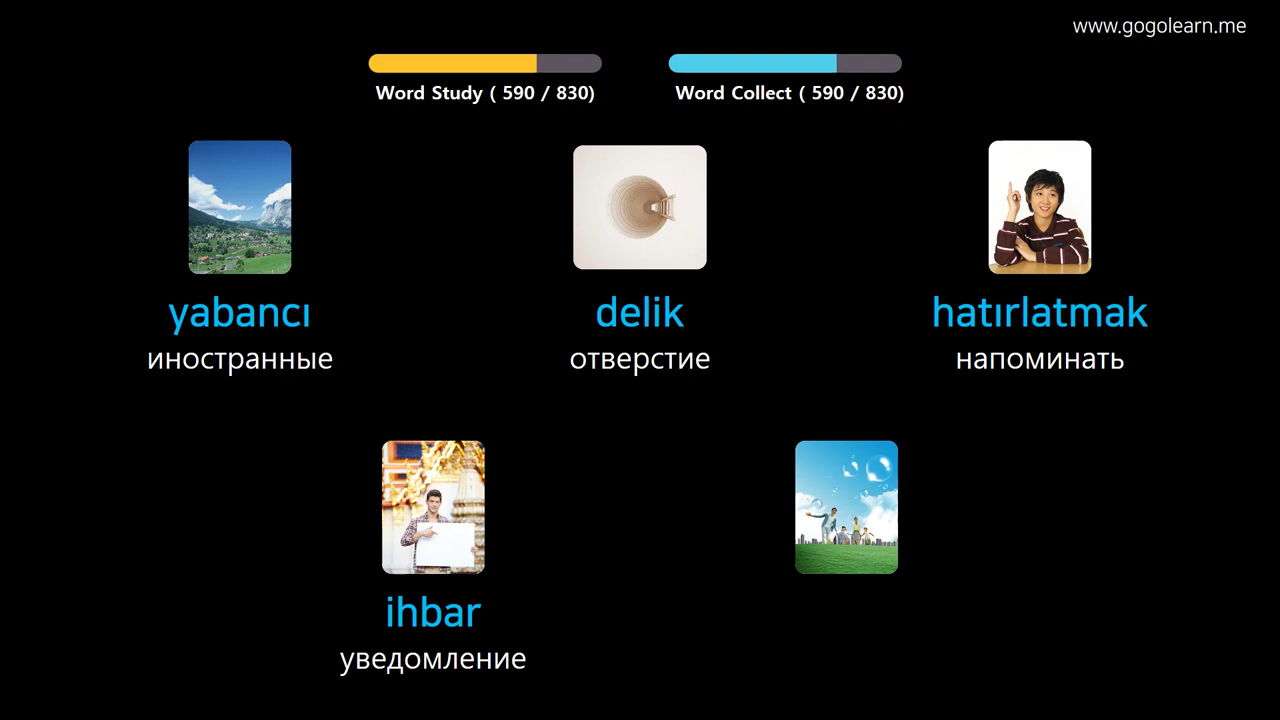 www.gogolearn.me
Word Study ( 590 / 830)
Word Collect ( 590 / 830)
yabancı
иностранные
delik
отверстие
hatırlatmak
напоминать
ihbar
уведомление